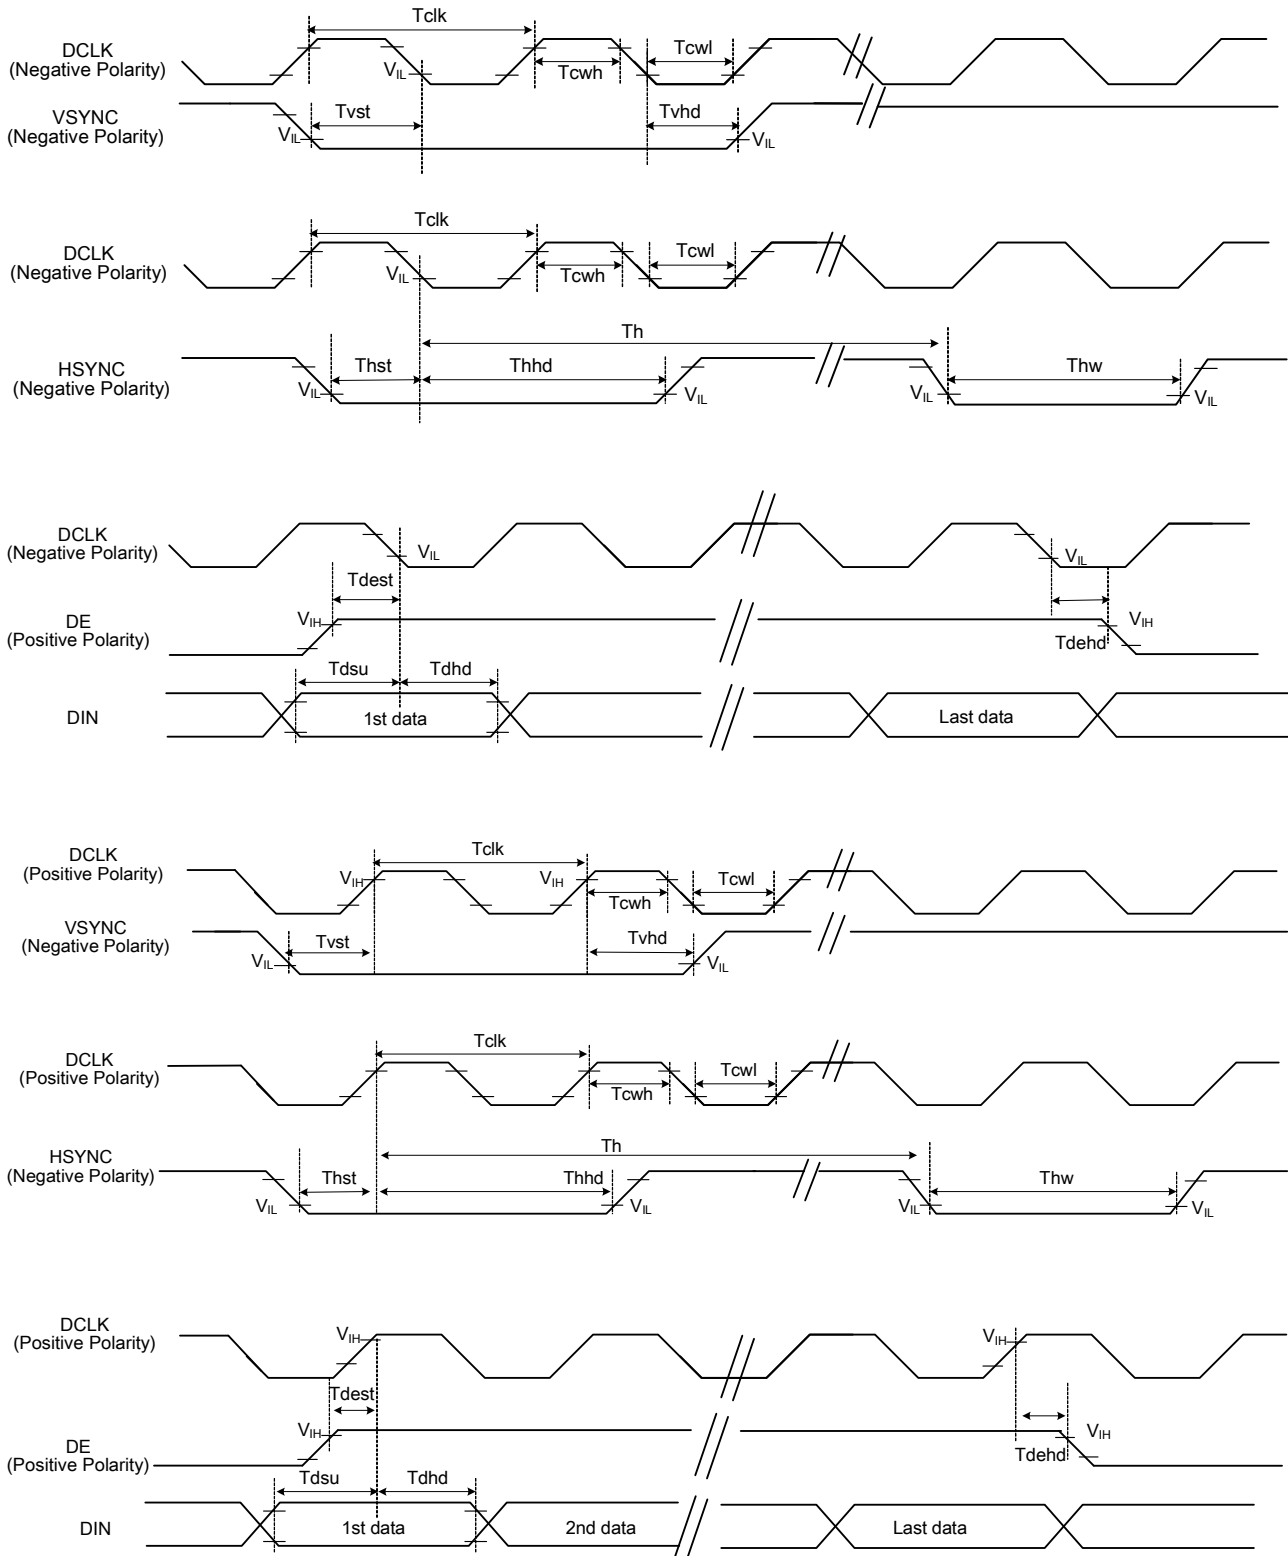 Tclk
DCLK
(Negative Polarity)
VIL
Tcwh
Tcwl
VSYNC
(Negative Polarity)
Tvst
Tvhd
VIL
VIL
Tclk
DCLK
(Negative Polarity)
VIL
Tcwh
Tcwl
Th
HSYNC
(Negative Polarity)
Thst
Thhd
Thw
VIL
VIL
VIL
VIL
DCLK
(Negative Polarity)
VIL
VIL
Tdest
DE
(Positive Polarity)
VIH
VIH
Tdehd
Tdsu
Tdhd
DIN
1st data
Last data
DCLK
(Positive Polarity)
Tclk
VIH
VIH
Tcwh
Tcwl
VSYNC
(Negative Polarity)
Tvst
Tvhd
VIL
VIL
Tclk
DCLK
(Positive Polarity)
Tcwh
Tcwl
Th
HSYNC
(Negative Polarity)
Thst
Thhd
Thw
VIL
VIL
VIL
VIL
DCLK
(Positive Polarity)
VIH
VIH
Tdest
DE
(Positive Polarity)
VIH
VIH
Tdehd
Tdsu
Tdhd
DIN
1st data
2nd data
Last data